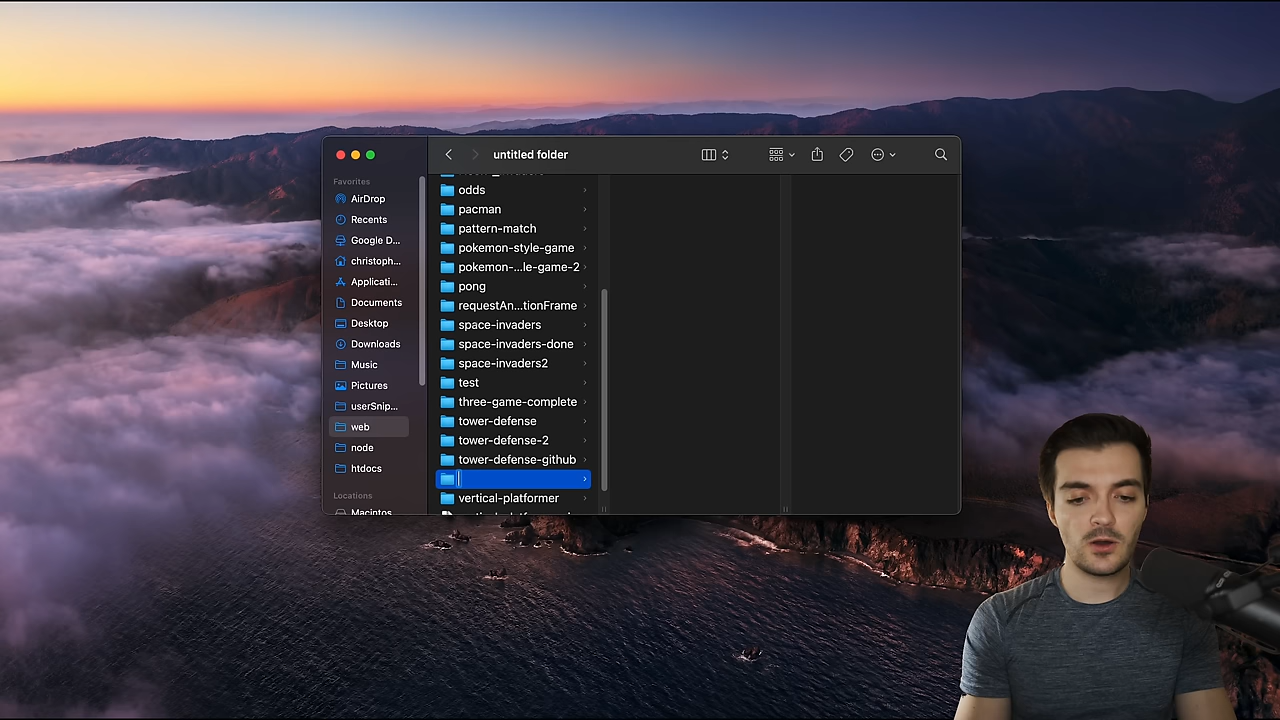 untitled folder
Favorites
AirDrop
Recents
Google D...
christoph...
Applicati...
Documents
Desktop
Downloads
Music
Pictures
userSnip...
web
node
htdocs
Locations
Macintos
odds
pacman
pattern-match
pokemon-style-game
pokemon-...le-game-2
pong
requestAn...tionFrame
space-invaders
space-invaders-done
space-invaders2
test
three-game-complete
tower-defense
tower-defense-2
tower-defense-github
vertical-platformer